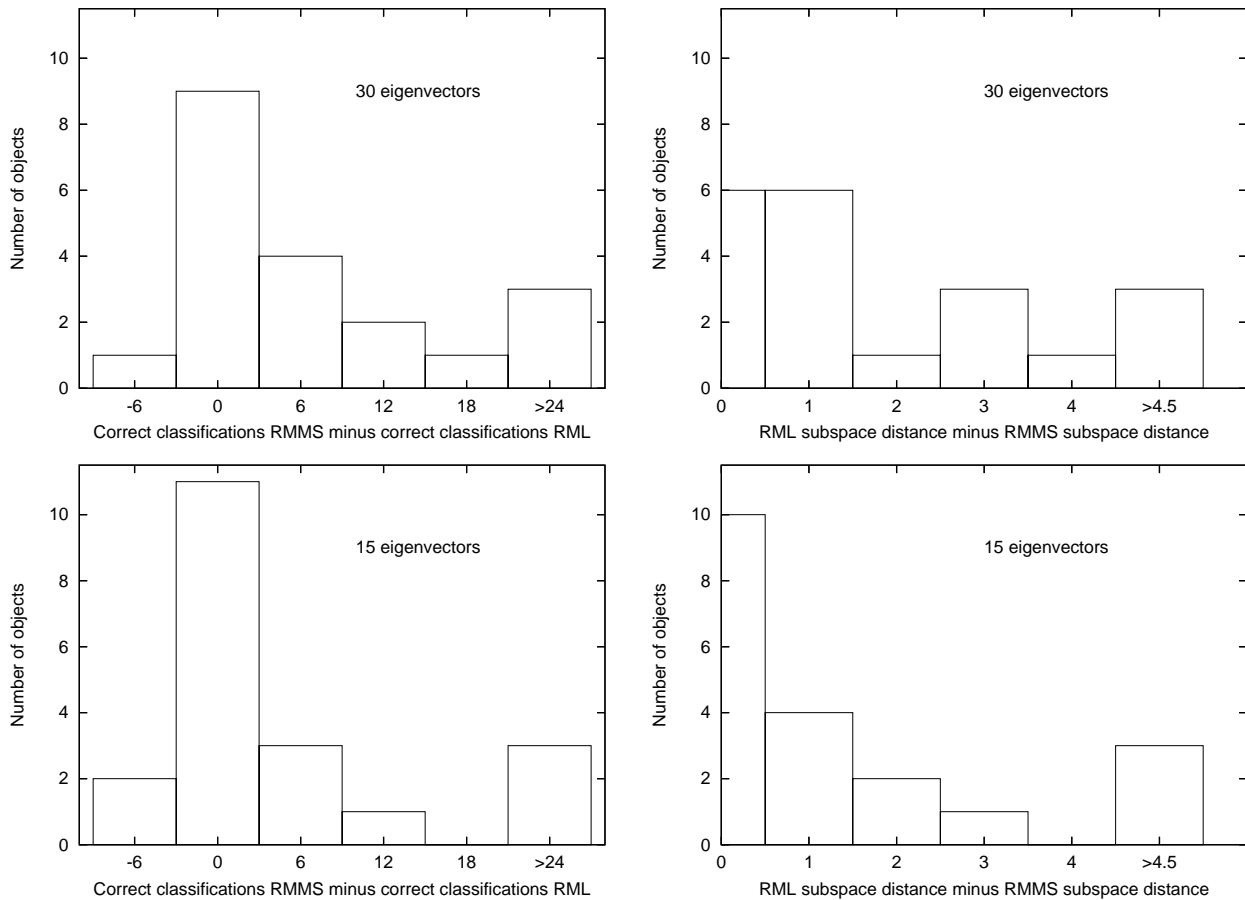 Number of objects
10
8
6
4
2
0
30 eigenvectors
-6 0 6 12 18 >24
Correct classifications RMMS minus correct classifications RML
Number of objects
10
8
6
4
2
0
30 eigenvectors
0 1 2 3 4 >4.5
RML subspace distance minus RMMS subspace distance
Number of objects
10
8
6
4
2
0
15 eigenvectors
-6 0 6 12 18 >24
Correct classifications RMMS minus correct classifications RML
Number of objects
10
8
6
4
2
0
15 eigenvectors
0 1 2 3 4 >4.5
RML subspace distance minus RMMS subspace distance